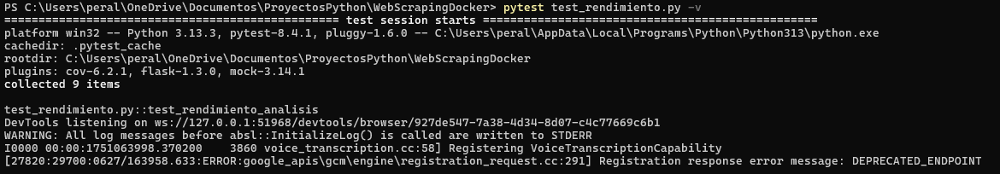 PS C:\Users\peral\OneDrive\Documentos\ProyectosPython\WebScrapingDocker> pytest test_rendimiento.py -v
================================================ test session starts ================================================
platform win32 -- Python 3.13.3, pytest-8.4.1, pluggy-1.6.0 -- C:\Users\peral\AppData\Local\Programs\Python\Python313\python.exe
cachedir: .pytest_cache
rootdir: C:\Users\peral\OneDrive\Documentos\ProyectosPython\WebScrapingDocker
plugins: cov-6.2.1, flask-1.3.0, mock-3.14.1
collected 9 items
test_rendimiento.py::test_rendimiento_analisis
DevTools listening on ws://127.0.0.1:51968/devtools/browser/927de547-7a38-4d34-8d07-c4c77669c6b1
WARNING: All log messages before absl::InitializeLog() is called are written to STDERR
I0000 00:00:1751063998.370200    3860 voice_transcription.cc:58] Registering VoiceTranscriptionCapability
[27820:29700:0627/163958.633:ERROR:google_apis\gcm\engine\registration_request.cc:291] Registration response error message: DEPRECATED_ENDPOINT